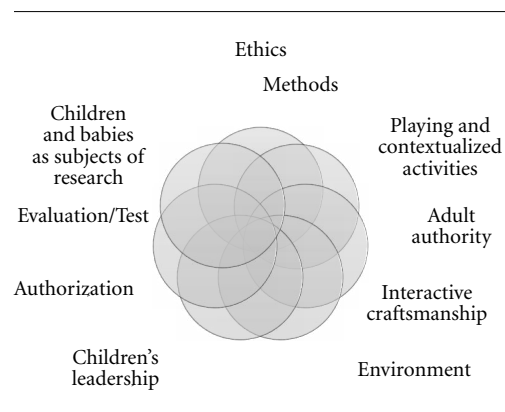 Ethics
Methods
Children
and babies
as subjects of
research
Playing and
contextualized
activities
Evaluation/Test
Adult
authority
Authorization
Interactive
craftsmanship
Children’s
leadership
Environment